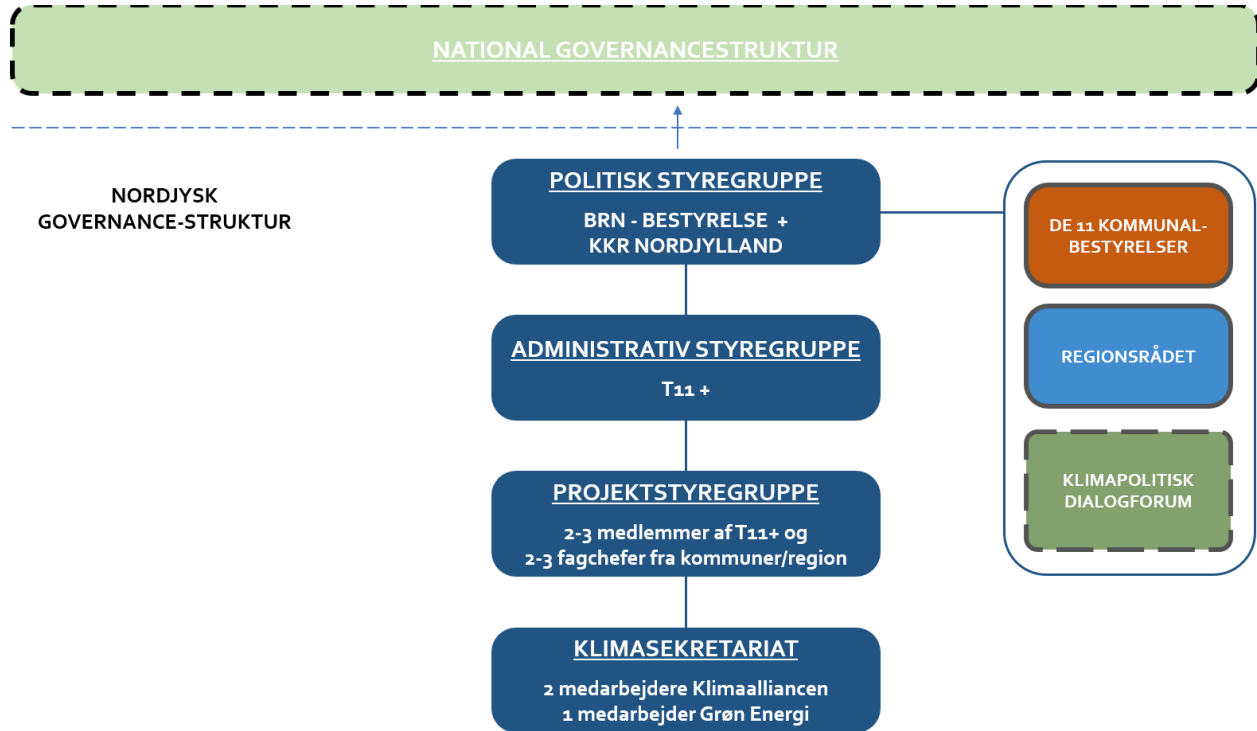 NATIONAL GOVERNANCESTRUKTUR
NORDJYSK
GOVERNANCE-STRUKTUR
POLITISK STYREGRUPPE
BRN - BESTYRELSE +
KKR NORDJYLLAND
ADMINISTRATIV STYREGRUPPE
T11 +
PROJEKTSTYREGRUPPE
2-3 medlemmer af T11+ og
2-3 fagchefer fra kommuner/region
KLIMASEKRETARIAT
2 medarbejdere Klimaalliancen
1 medarbejder Grøn Energi
DE 11 KOMMUNAL-
BESTYRELSER
REGIONSRÅDET
KLIMAPOLITISK
DIALOGFORUM